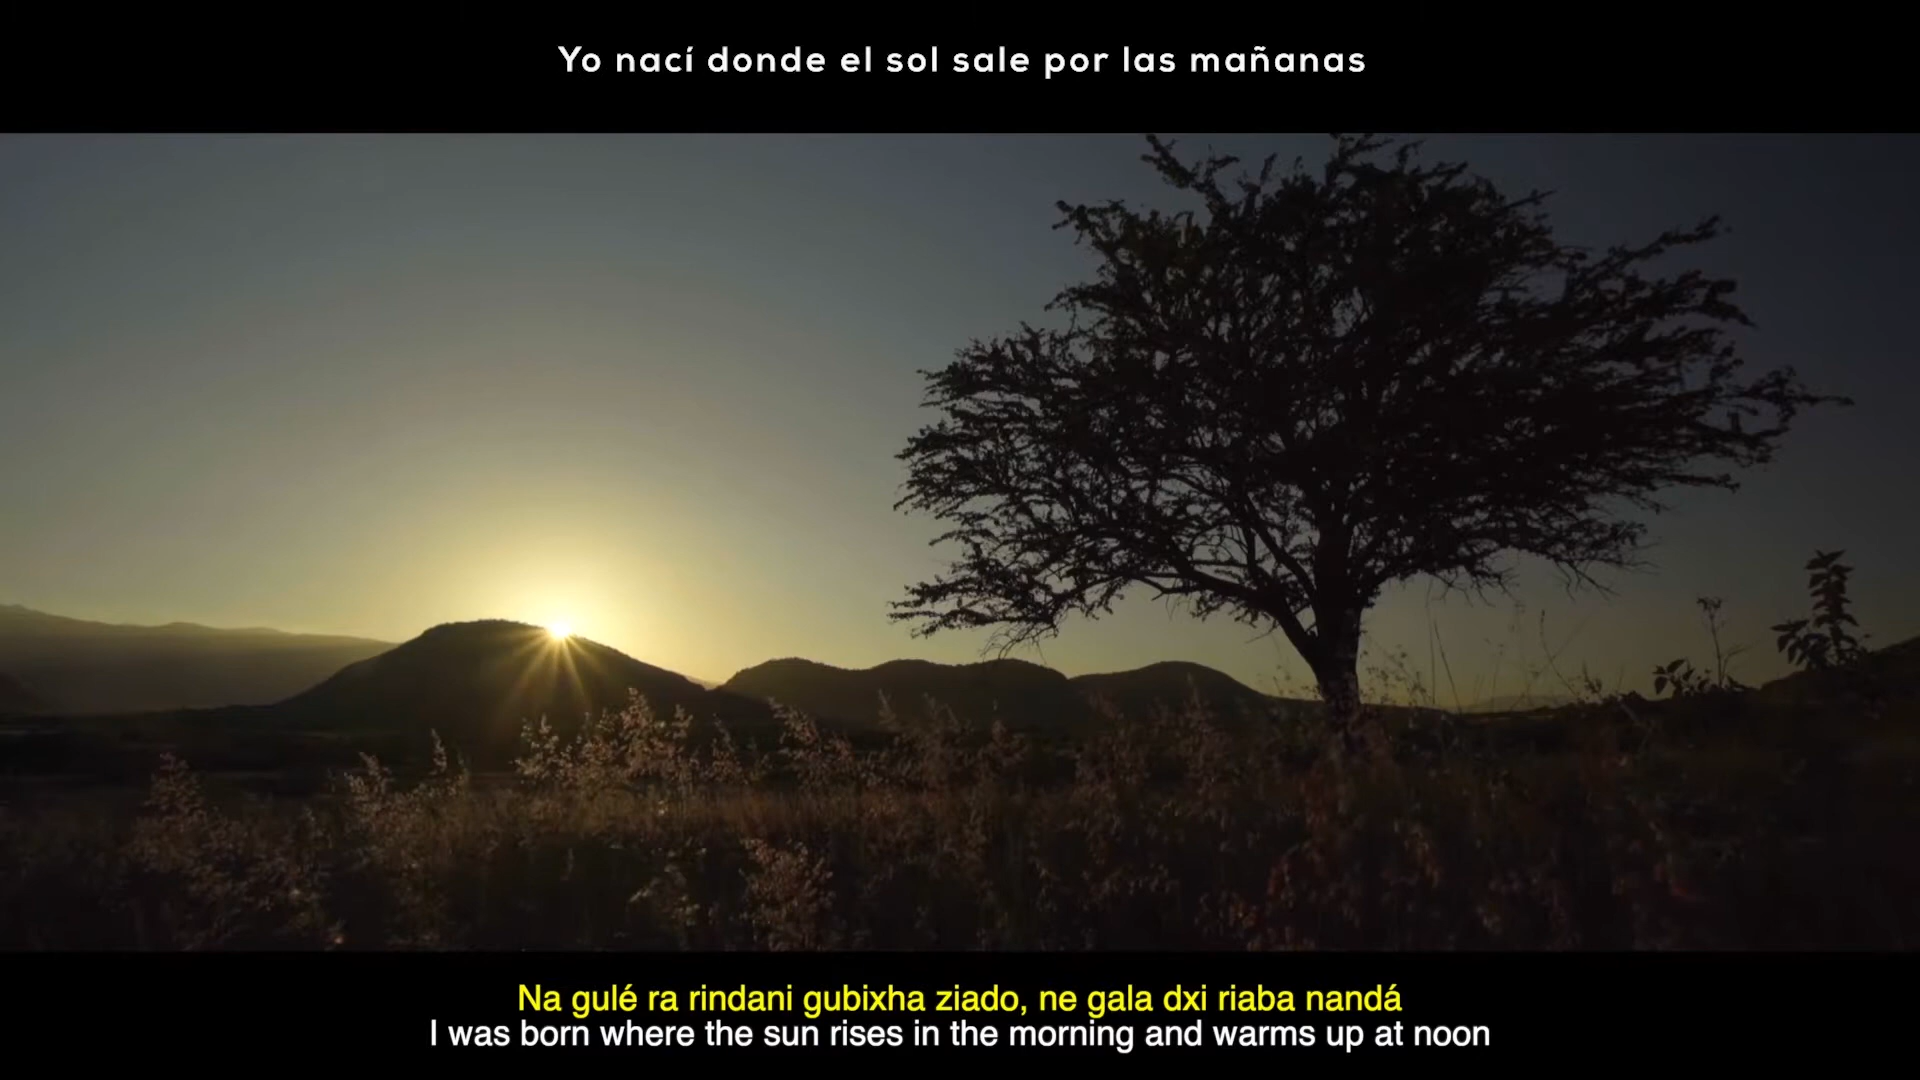 Yo nací donde el sol sale por las mañanas
Na gulé ra rindani gubixha ziado, ne gala dxi riaba nandá
I was born where the sun rises in the morning and warms up at noon